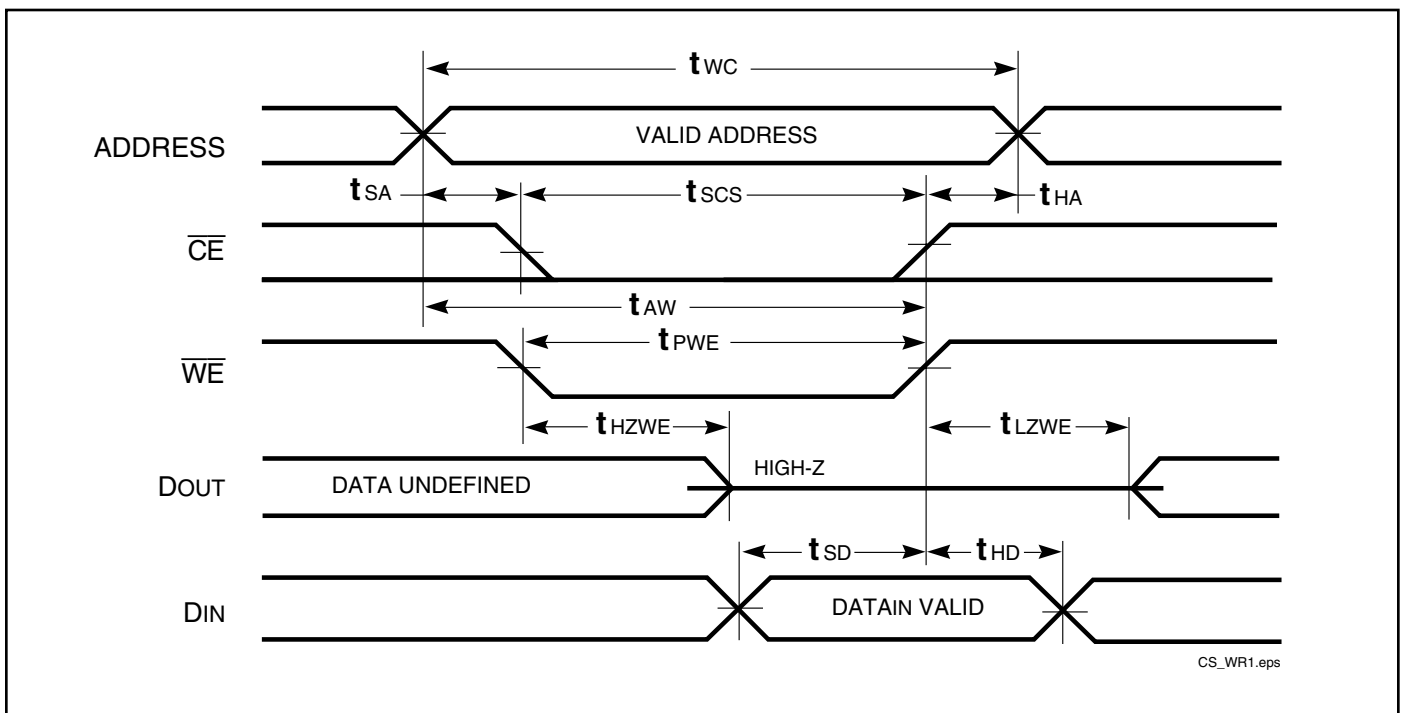 tWC
ADDRESS
VALID ADDRESS
tSA
tSCS
tHA
CE
tAW
tPWE
WE
tHZWE
tLZWE
DOUT
DATA UNDEFINED
HIGH-Z
tSD
tHD
DIN
DATAIN VALID
CS_WR1.eps